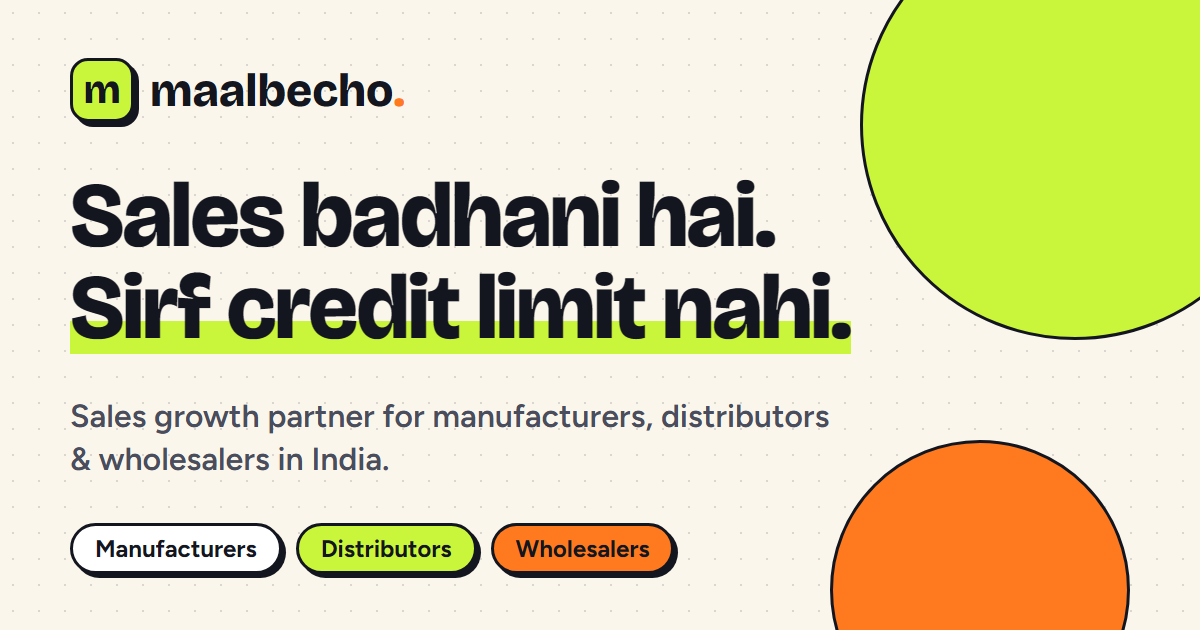 m maalbecho.
Sales badhani hai.
Sirf credit limit nahi.
Sales growth partner for manufacturers, distributors
& wholesalers in India.
Manufacturers Distributors Wholesalers